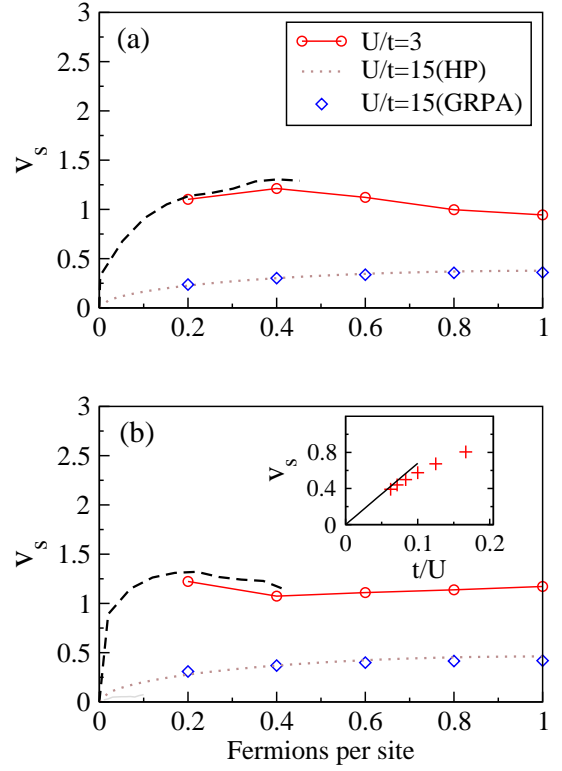 3
(a)
U/t=3
2.5
U/t=15(HP)
2
U/t=15(GRPA)
v_s
1.5
1
0.5
0
0 0.2 0.4 0.6 0.8 1
3
(b)
2.5
0.8
v_s
0.4
2
0
0 0.1 0.2
t/U
v_s
1.5
1
0.5
0
0 0.2 0.4 0.6 0.8 1
Fermions per site